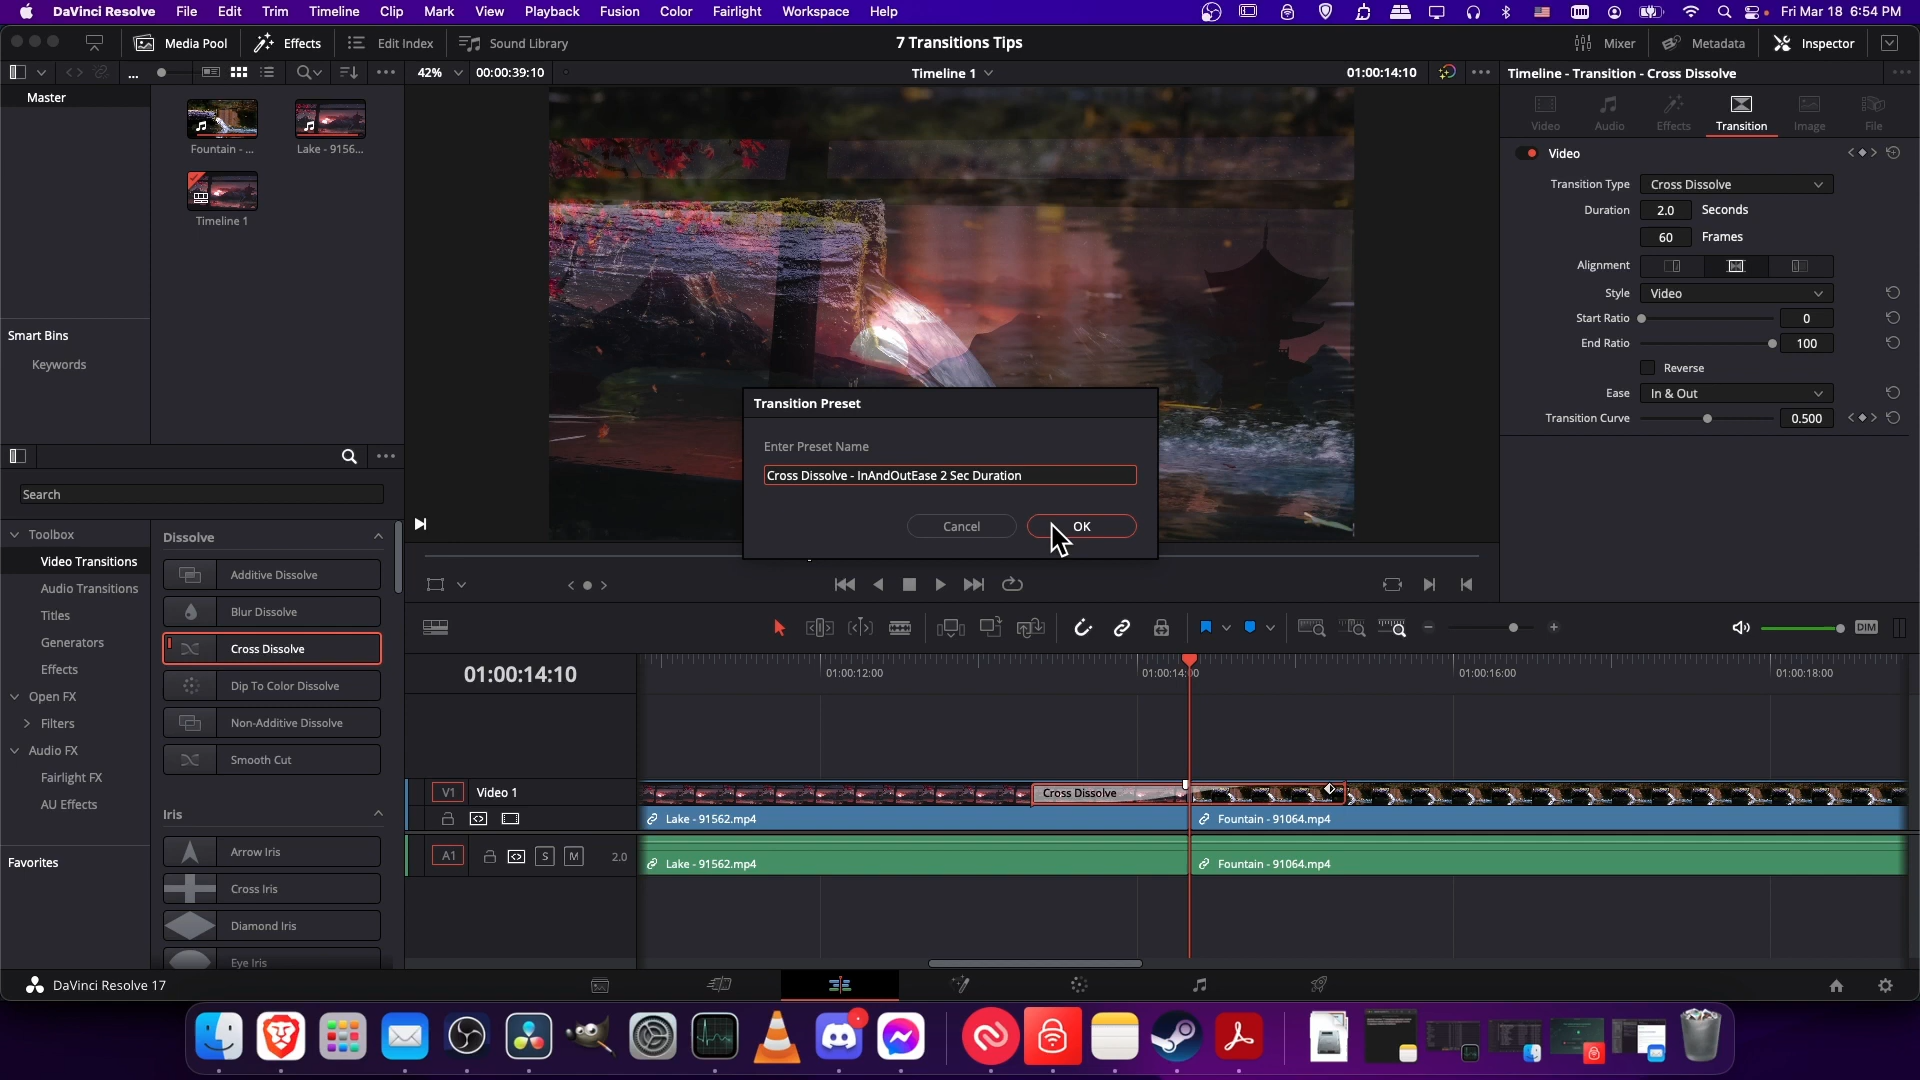 DaVinci Resolve File Edit Trim Timeline Clip Mark View Playback Fusion Color Fairlight Workspace Help Fri Mar 18 6:54 PM
Media Pool Effects Edit Index Sound Library 7 Transitions Tips Mixer Metadata Inspector
42% 00:00:39:10 Timeline 1 01:00:14:10 Timeline - Transition - Cross Dissolve
Master
Fountain - ...
Lake - 9156...
Timeline 1
Smart Bins
Keywords
Video Audio Effects Transition Image File
Video
Transition Type Cross Dissolve
Duration 2.0 Seconds
60 Frames
Alignment
Style Video
Start Ratio 0
End Ratio 100
Reverse
Ease In & Out
Transition Curve 0.500
Transition Preset
Enter Preset Name
Cross Dissolve - InAndOutEase 2 Sec Duration
Cancel OK
Search
Toolbox
Video Transitions
Audio Transitions
Titles
Generators
Effects
Open FX
Filters
Audio FX
Fairlight FX
AU Effects
Favorites
Dissolve
Additive Dissolve
Blur Dissolve
Cross Dissolve
Dip To Color Dissolve
Non-Additive Dissolve
Smooth Cut
Iris
Arrow Iris
Cross Iris
Diamond Iris
Eye Iris
DIM
01:00:14:10 01:00:12:00 01:00:14:00 01:00:16:00 01:00:18:00
V1 Video 1 Cross Dissolve
Lake - 91562.mp4 Fountain - 91064.mp4
A1 S M 2.0 Lake - 91562.mp4 Fountain - 91064.mp4
DaVinci Resolve 17